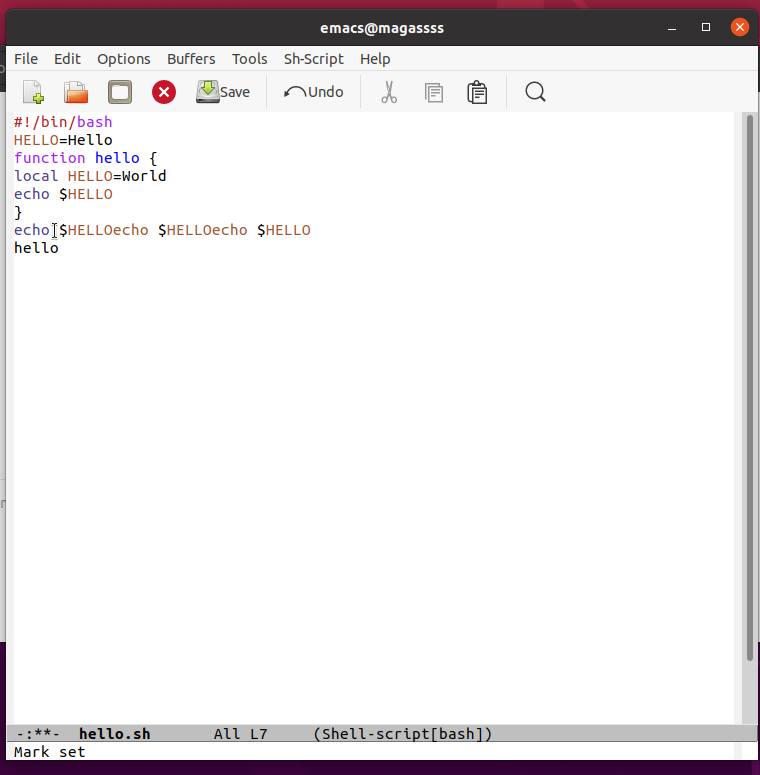 emacs@magassss
File Edit Options Buffers Tools Sh-Script Help
Save Undo
#!/bin/bash
HELLO=Hello
function hello {
local HELLO=World
echo $HELLO
}
echo $HELLOecho $HELLOecho $HELLO
hello
-:**- hello.sh All L7 (Shell-script[bash])
Mark set